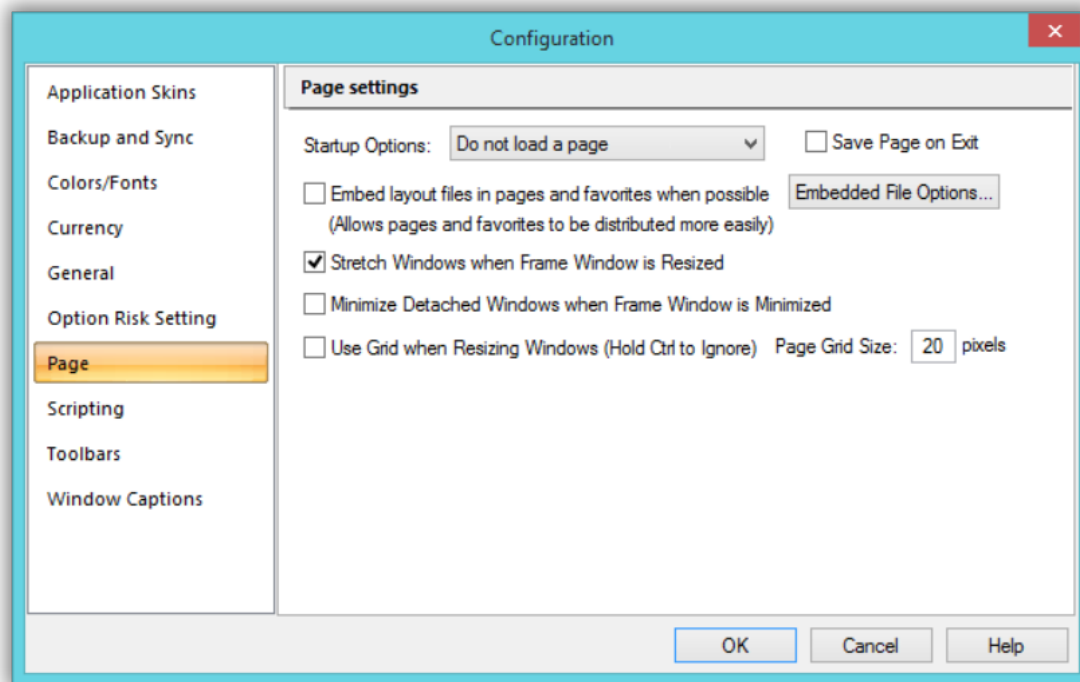 Configuration
Application Skins
Backup and Sync
Colors/Fonts
Currency
General
Option Risk Setting
Page
Scripting
Toolbars
Window Captions
Page settings
Startup Options: Do not load a page Save Page on Exit
Embed layout files in pages and favorites when possible Embedded File Options...
(Allows pages and favorites to be distributed more easily)
Stretch Windows when Frame Window is Resized
Minimize Detached Windows when Frame Window is Minimized
Use Grid when Resizing Windows (Hold Ctrl to Ignore) Page Grid Size: 20 pixels
OK Cancel Help